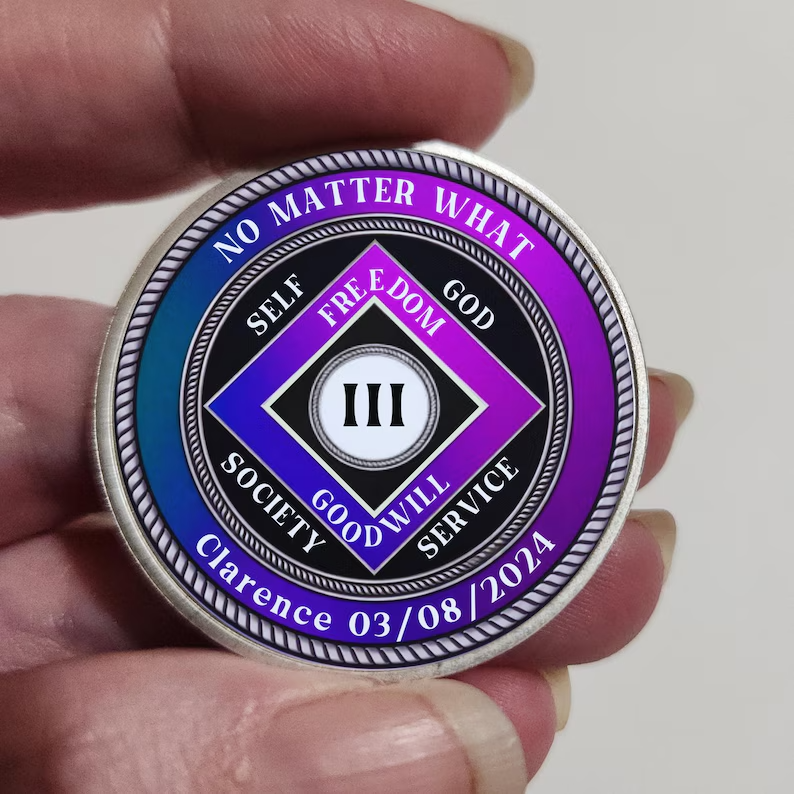 NO MATTER WHAT
SELF
GOD
FREEDOM
III
GOODWILL
SOCIETY
SERVICE
Clarence 03/08/2024